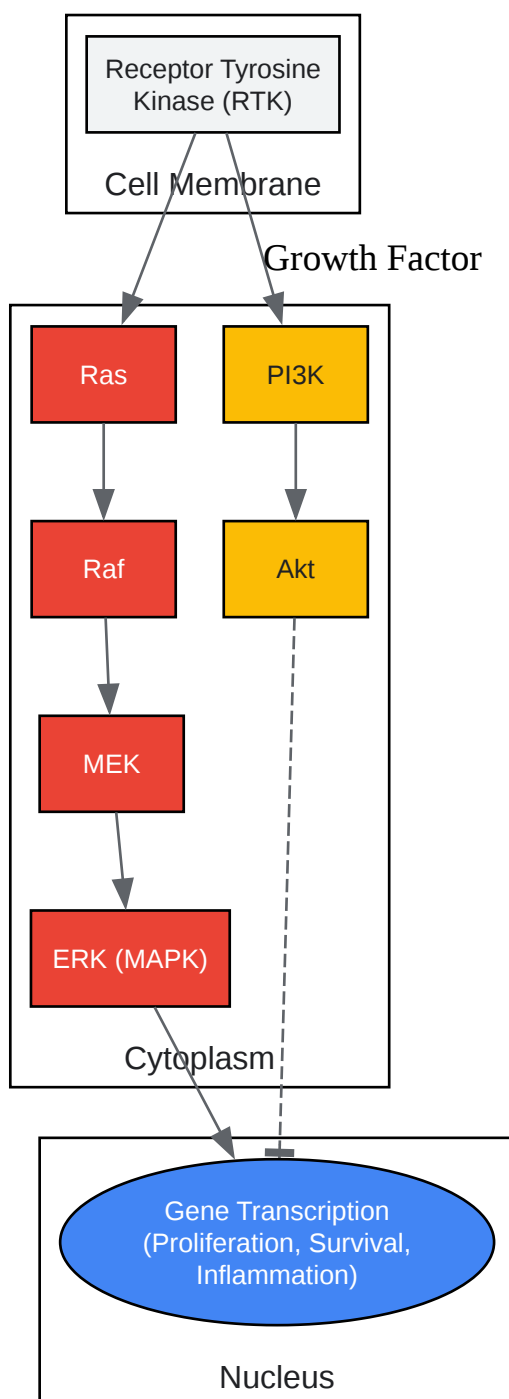 Receptor Tyrosine
Kinase (RTK)
Cell Membrane
Growth Factor
Ras
PI3K
Raf
Akt
MEK
ERK (MAPK)
Cytoplasm
Gene Transcription
(Proliferation, Survival,
Inflammation)
Nucleus